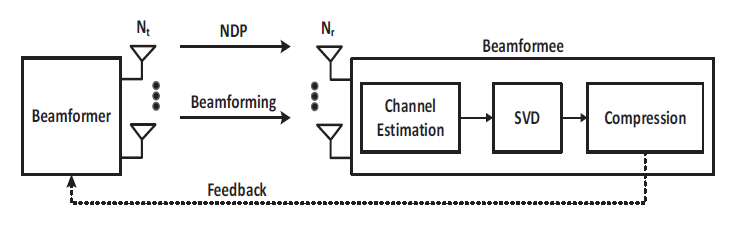 Nt
NDP
Nr
Beamformee
Beamformer
Beamforming
Channel
Estimation
SVD
Compression
Feedback